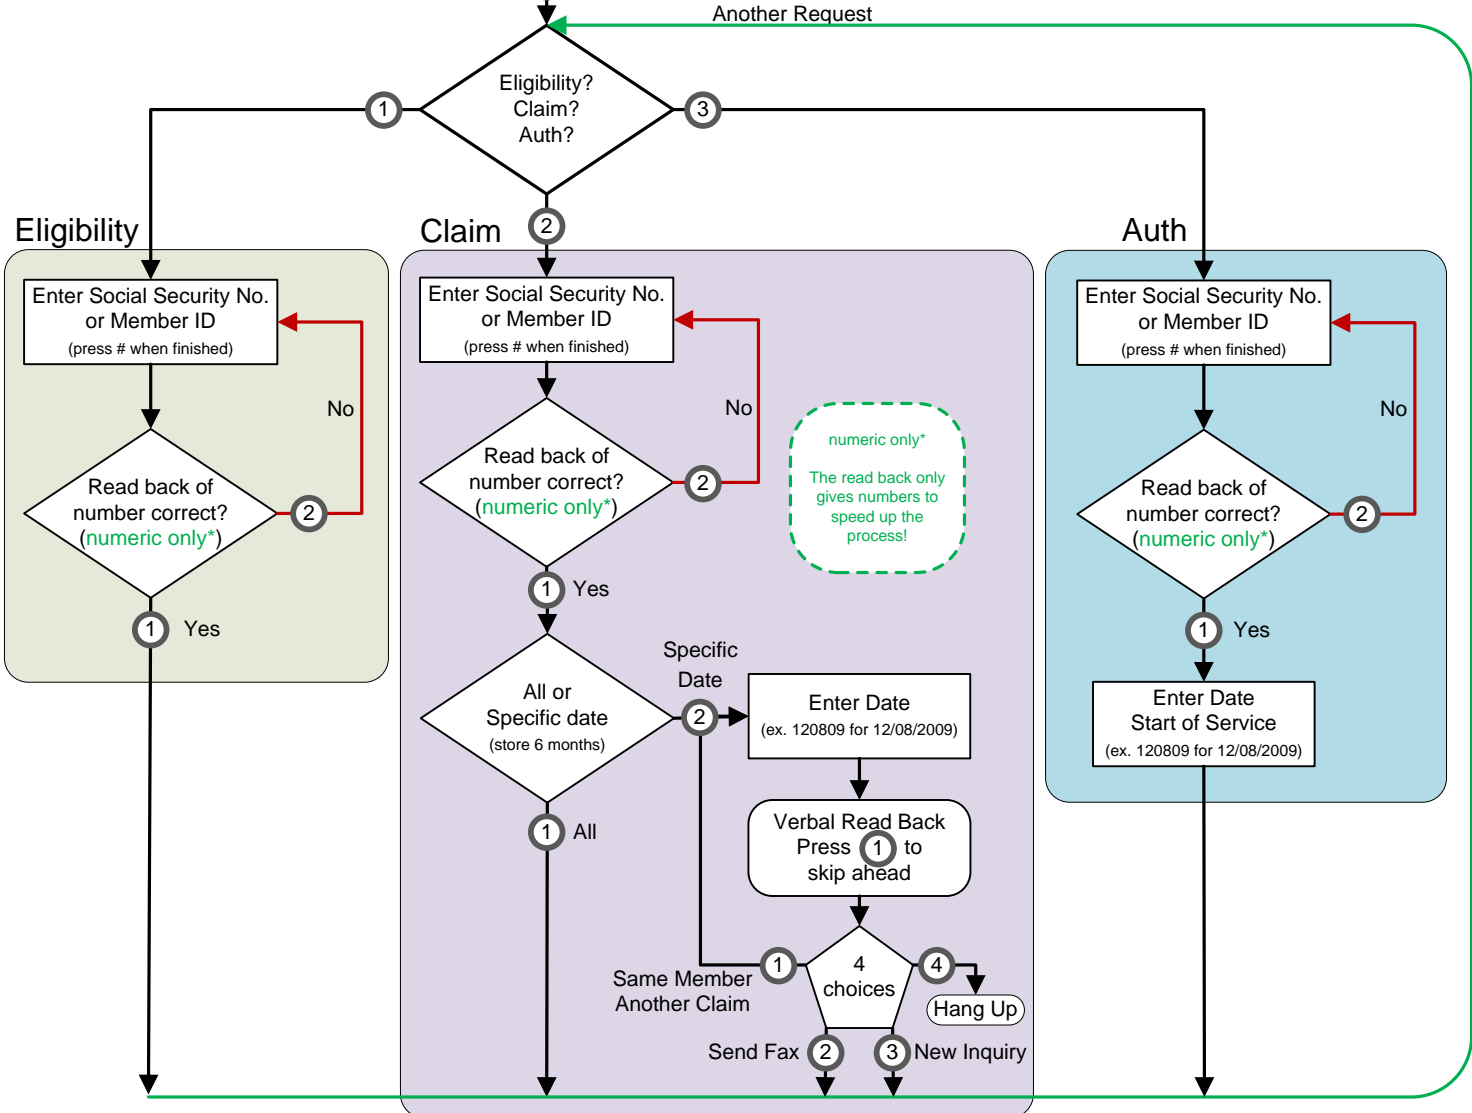 Another Request
Eligibility?
Claim?
Auth?
1
3
2
Eligibility
Enter Social Security No.
or Member ID
(press # when finished)
No
Read back of
number correct?
(numeric only*)
2
1
Yes
Claim
Enter Social Security No.
or Member ID
(press # when finished)
No
Read back of
number correct?
(numeric only*)
2
1
Yes
numeric only*
The read back only
gives numbers to
speed up the
process!
All or
Specific date
(store 6 months)
Specific
Date
2
1
All
Enter Date
(ex. 120809 for 12/08/2009)
Verbal Read Back
Press 1 to
skip ahead
4
choices
1
Same Member
Another Claim
4
Hang Up
Send Fax
2
3
New Inquiry
Auth
Enter Social Security No.
or Member ID
(press # when finished)
No
Read back of
number correct?
(numeric only*)
2
1
Yes
Enter Date
Start of Service
(ex. 120809 for 12/08/2009)